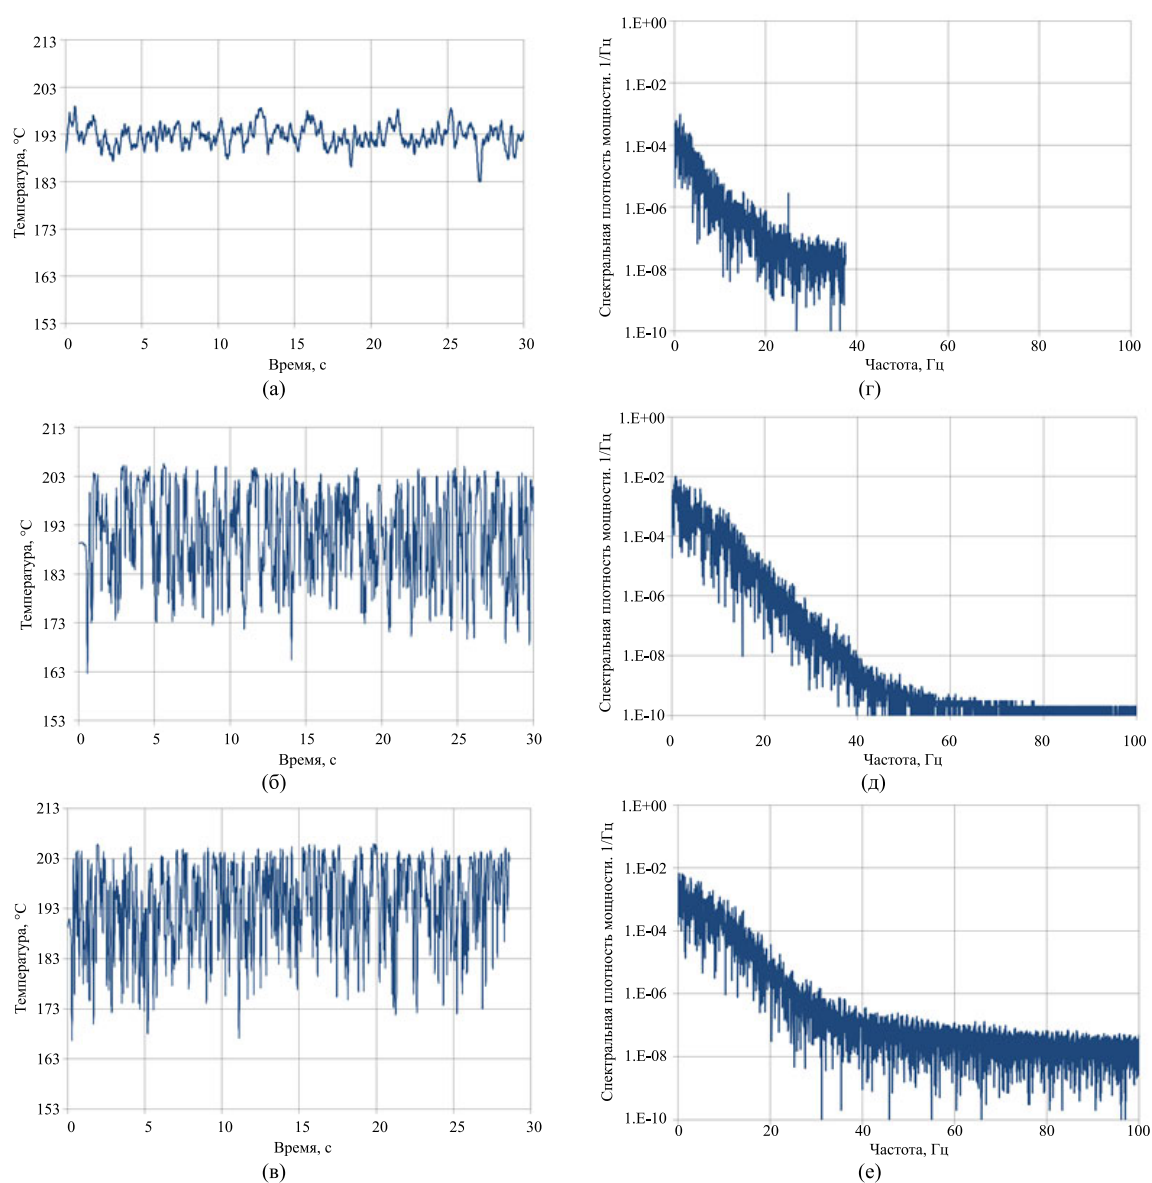 Температура, °C
213
203
193
183
173
163
153
0 5 10 15 20 25 30
Время, с
(а)
Спектральная плотность мощности. 1/Гц
1.E+00
1.E-02
1.E-04
1.E-06
1.E-08
1.E-10
0 20 40 60 80 100
Частота, Гц
(г)
Температура, °C
213
203
193
183
173
163
153
0 5 10 15 20 25 30
Время, с
(б)
Спектральная плотность мощности. 1/Гц
1.E+00
1.E-02
1.E-04
1.E-06
1.E-08
1.E-10
0 20 40 60 80 100
Частота, Гц
(д)
Температура, °C
213
203
193
183
173
163
153
0 5 10 15 20 25 30
Время, с
(в)
Спектральная плотность мощности. 1/Гц
1.E+00
1.E-02
1.E-04
1.E-06
1.E-08
1.E-10
0 20 40 60 80 100
Частота, Гц
(е)